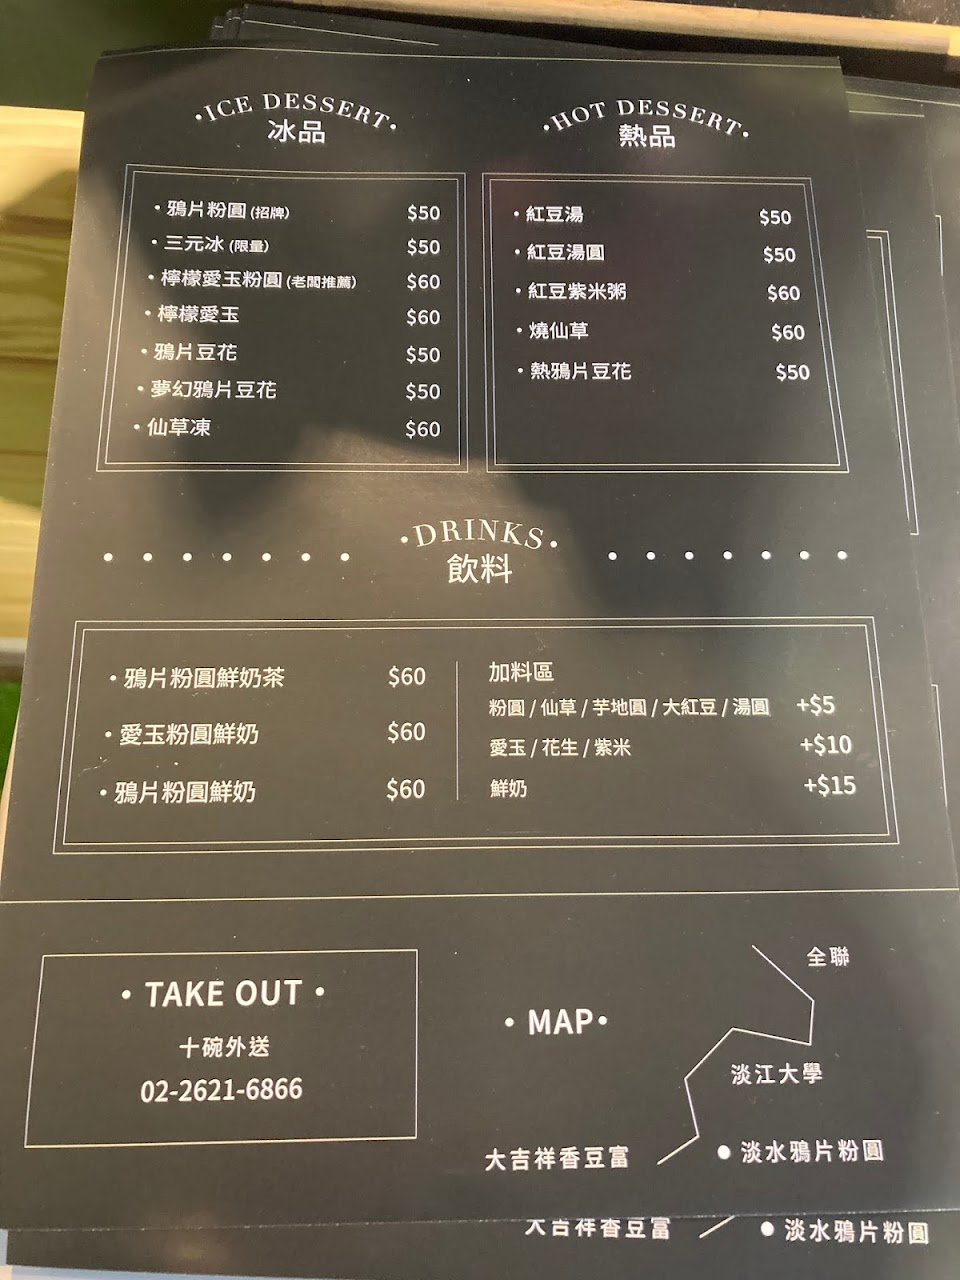 ·ICE DESSERT·
冰品
·鴉片粉圓(招牌) $50
·三元冰(限量) $50
·檸檬愛玉粉圓(老闆推薦) $60
·檸檬愛玉 $60
·鴉片豆花 $50
·夢幻鴉片豆花 $50
·仙草凍 $60
·HOT DESSERT·
熱品
·紅豆湯 $50
·紅豆湯圓 $50
·紅豆紫米粥 $60
·燒仙草 $60
·熱鴉片豆花 $50
·DRINKS·
飲料
·鴉片粉圓鮮奶茶 $60
·愛玉粉圓鮮奶 $60
·鴉片粉圓鮮奶 $60
加料區
粉圓/仙草/芋地圓/大紅豆/湯圓 +$5
愛玉/花生/紫米 +$10
鮮奶 +$15
·TAKE OUT·
十碗外送
02-2621-6866
·MAP·
全聯
淡江大學
大吉祥香豆富
●淡水鴉片粉圓
大吉祥香豆富
●淡水鴉片粉圓